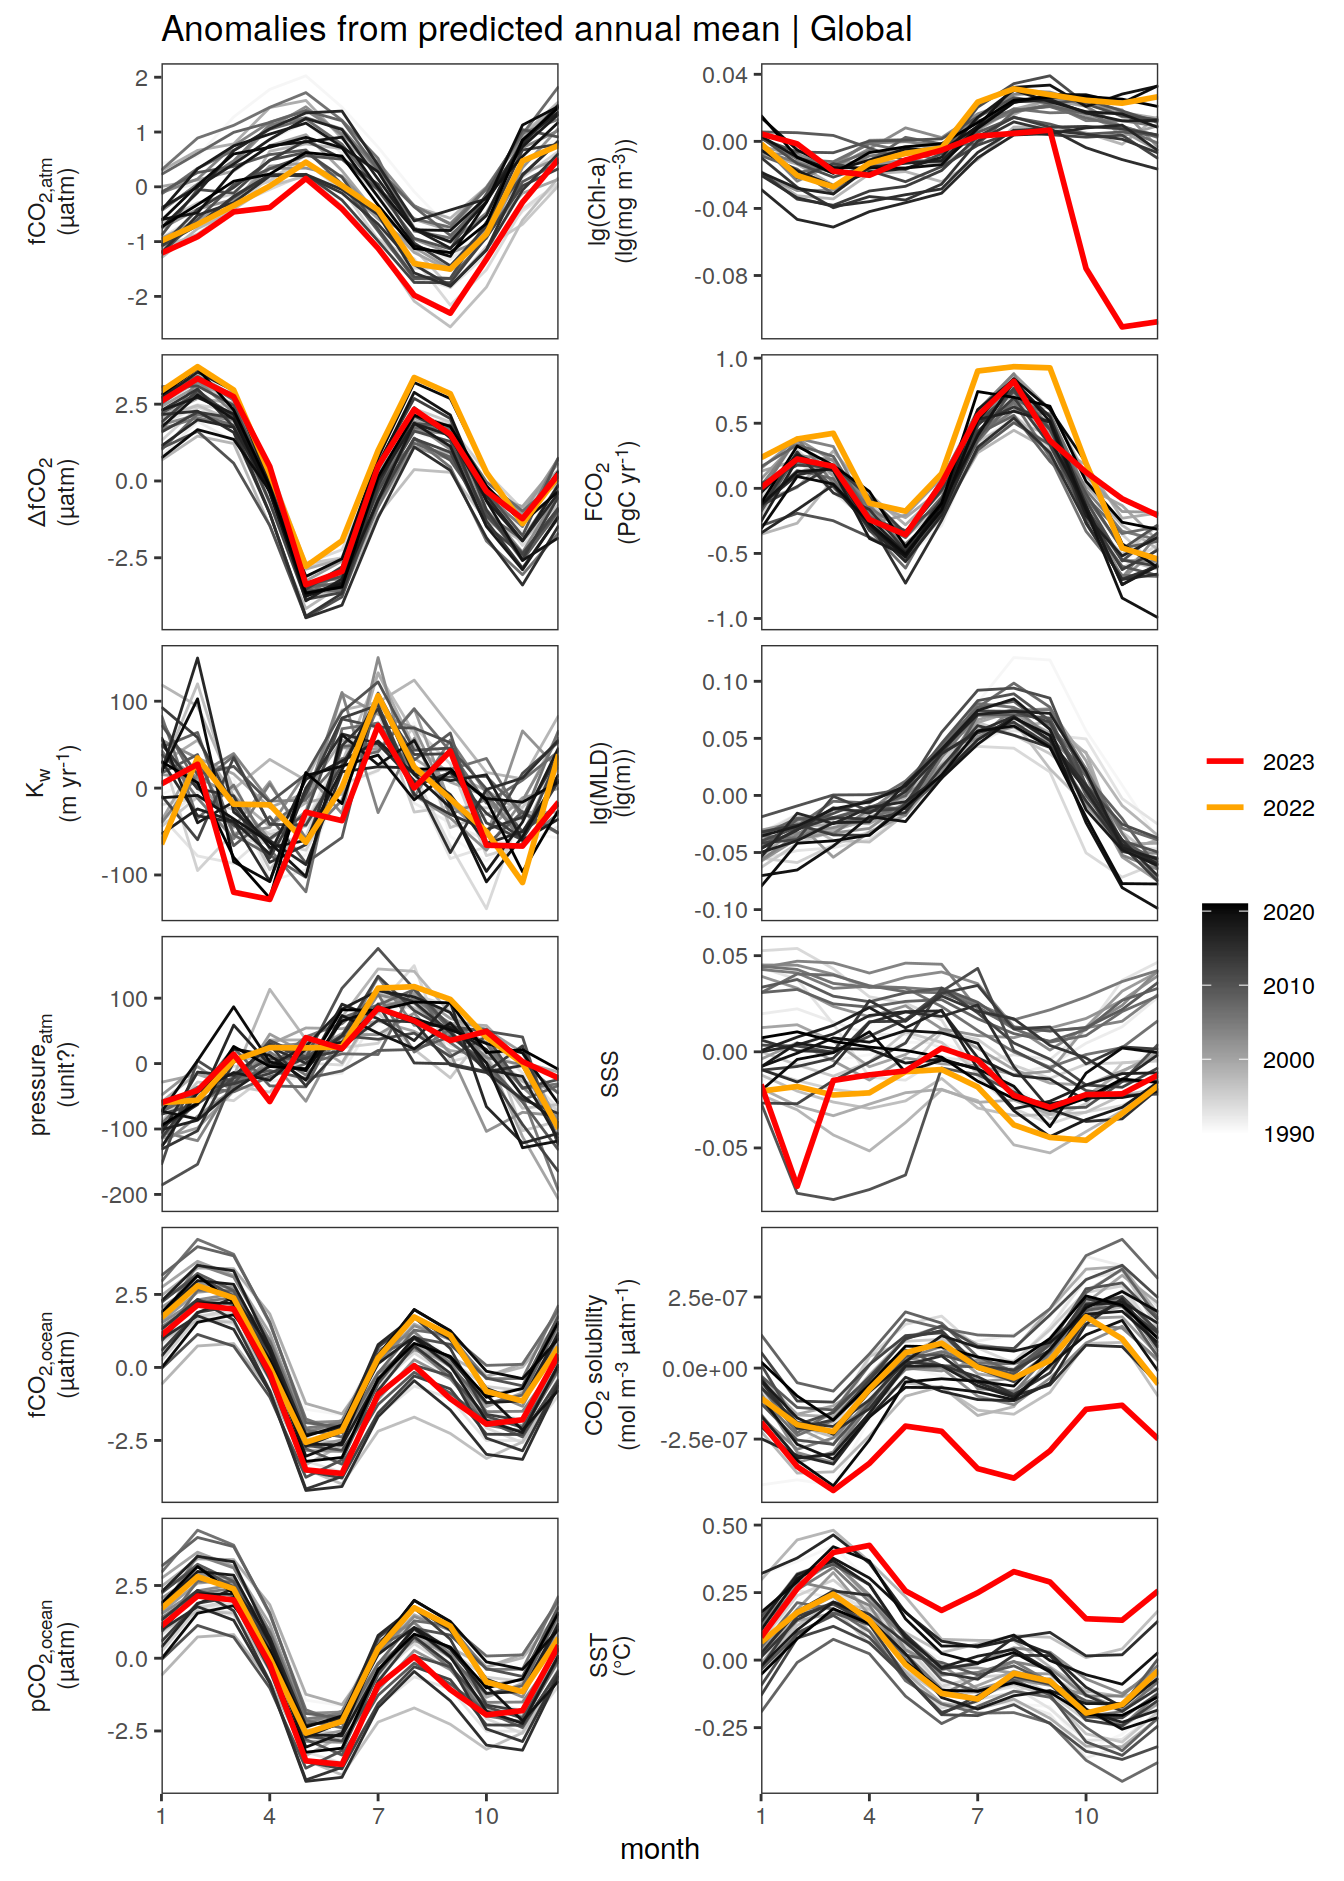 Anomalies from predicted annual mean | Global
fCO2,atm
(µatm)
2
1
0
-1
-2
lg(Chl-a)
(lg(mg m-3))
0.04
0.00
-0.04
-0.08
ΔfCO2
(µatm)
2.5
0.0
-2.5
FCO2
(PgC yr-1)
1.0
0.5
0.0
-0.5
-1.0
Kw
(m yr-1)
100
0
-100
lg(MLD)
(lg(m))
0.10
0.05
0.00
-0.05
-0.10
pressureatm
(unit?)
100
0
-100
-200
SSS
0.05
0.00
-0.05
fCO2,ocean
(µatm)
2.5
0.0
-2.5
CO2 solubility
(mol m-3 µatm-1)
2.5e-07
0.0e+00
-2.5e-07
pCO2,ocean
(µatm)
2.5
0.0
-2.5
SST
(°C)
0.50
0.25
0.00
-0.25
1 4 7 10
1 4 7 10
month
2023
2022
2020
2010
2000
1990